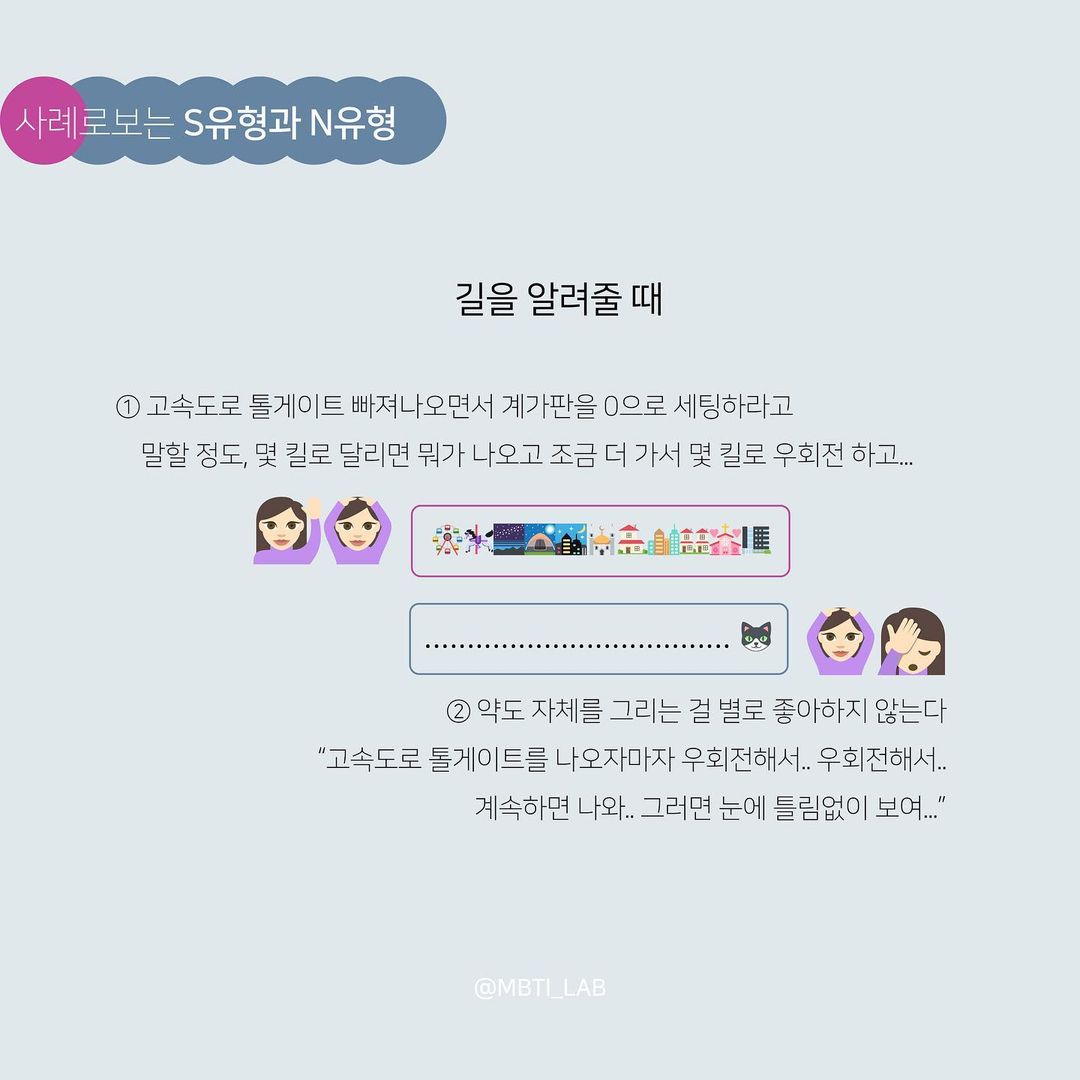 사례로보는 S유형과 N유형
길을 알려줄 때
① 고속도로 톨게이트 빠져나오면서 계가판을 0으로 세팅하라고
말할 정도, 몇 킬로 달리면 뭐가 나오고 조금 더 가서 몇 킬로 우회전 하고...
....................................
② 약도 자체를 그리는 걸 별로 좋아하지 않는다
“고속도로 톨게이트를 나오자마자 우회전해서.. 우회전해서..
계속하면 나와.. 그러면 눈에 틀림없이 보여...”
@MBTI_LAB